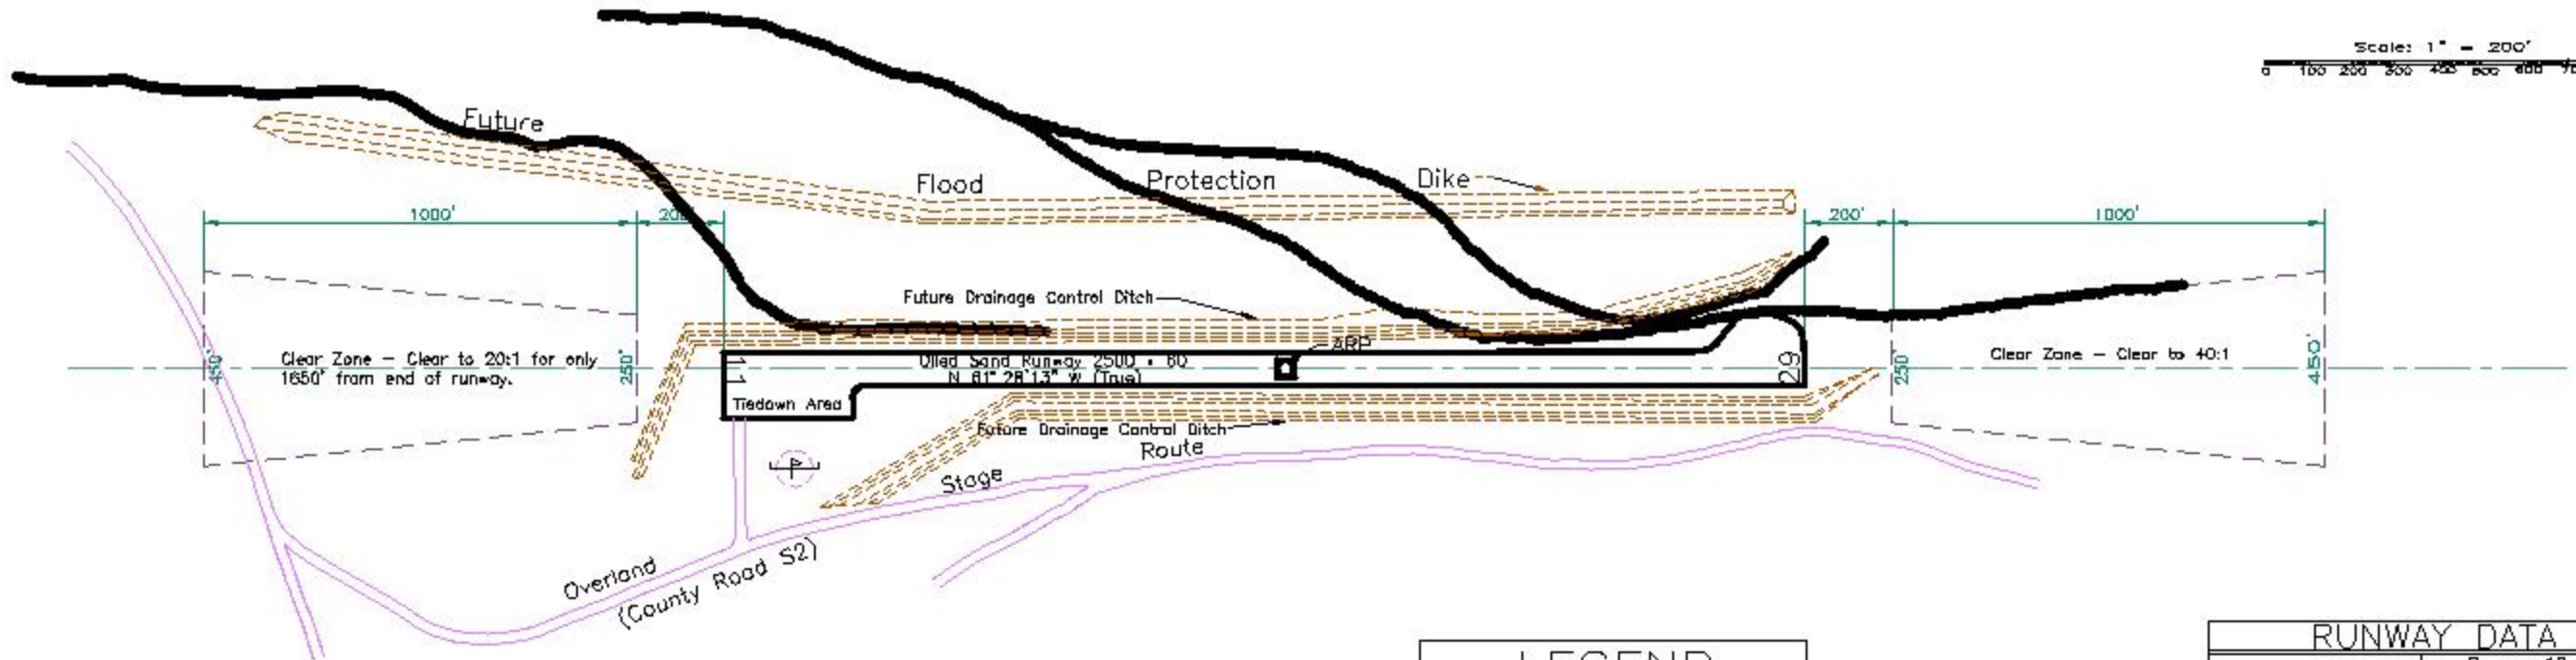 Scale: 1" = 200'
0 100 200 300 400 500 600
Future
Flood
Protection
Dike
1000'
200'
200'
1000'
Future Drainage Control Ditch
ARP
Clear Zone - Clear to 20:1 for only
1650' from end of runway.
450'
250'
11
Oiled Sand Runway 2500 x 60
N 61° 28'13" W (True)
29
250'
Clear Zone - Clear to 40:1
450'
Tiedown Area
Future Drainage Control Ditch
Route
Stage
Overland
(County Road S2)
LEGEND
RUNWAY DATA